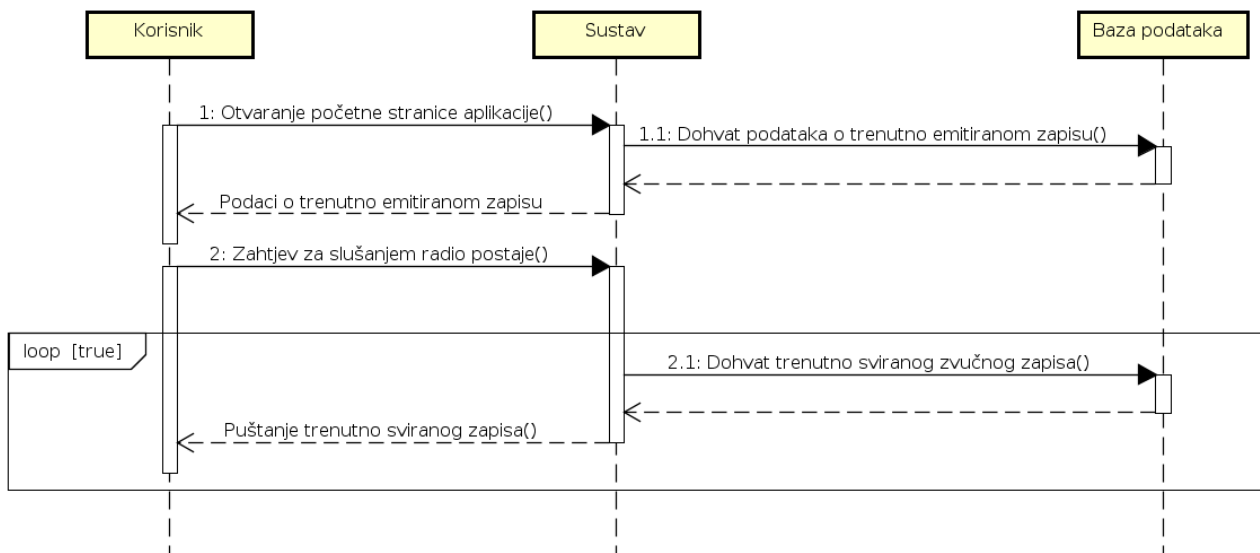 Korisnik
Sustav
Baza podataka
1: Otvaranje početne stranice aplikacije()
1.1: Dohvat podataka o trenutno emitiranom zapisu()
Podaci o trenutno emitiranom zapisu
2: Zahtjev za slušanjem radio postaje()
loop [true]
2.1: Dohvat trenutno sviranog zvučnog zapisa()
Puštanje trenutno sviranog zapisa()